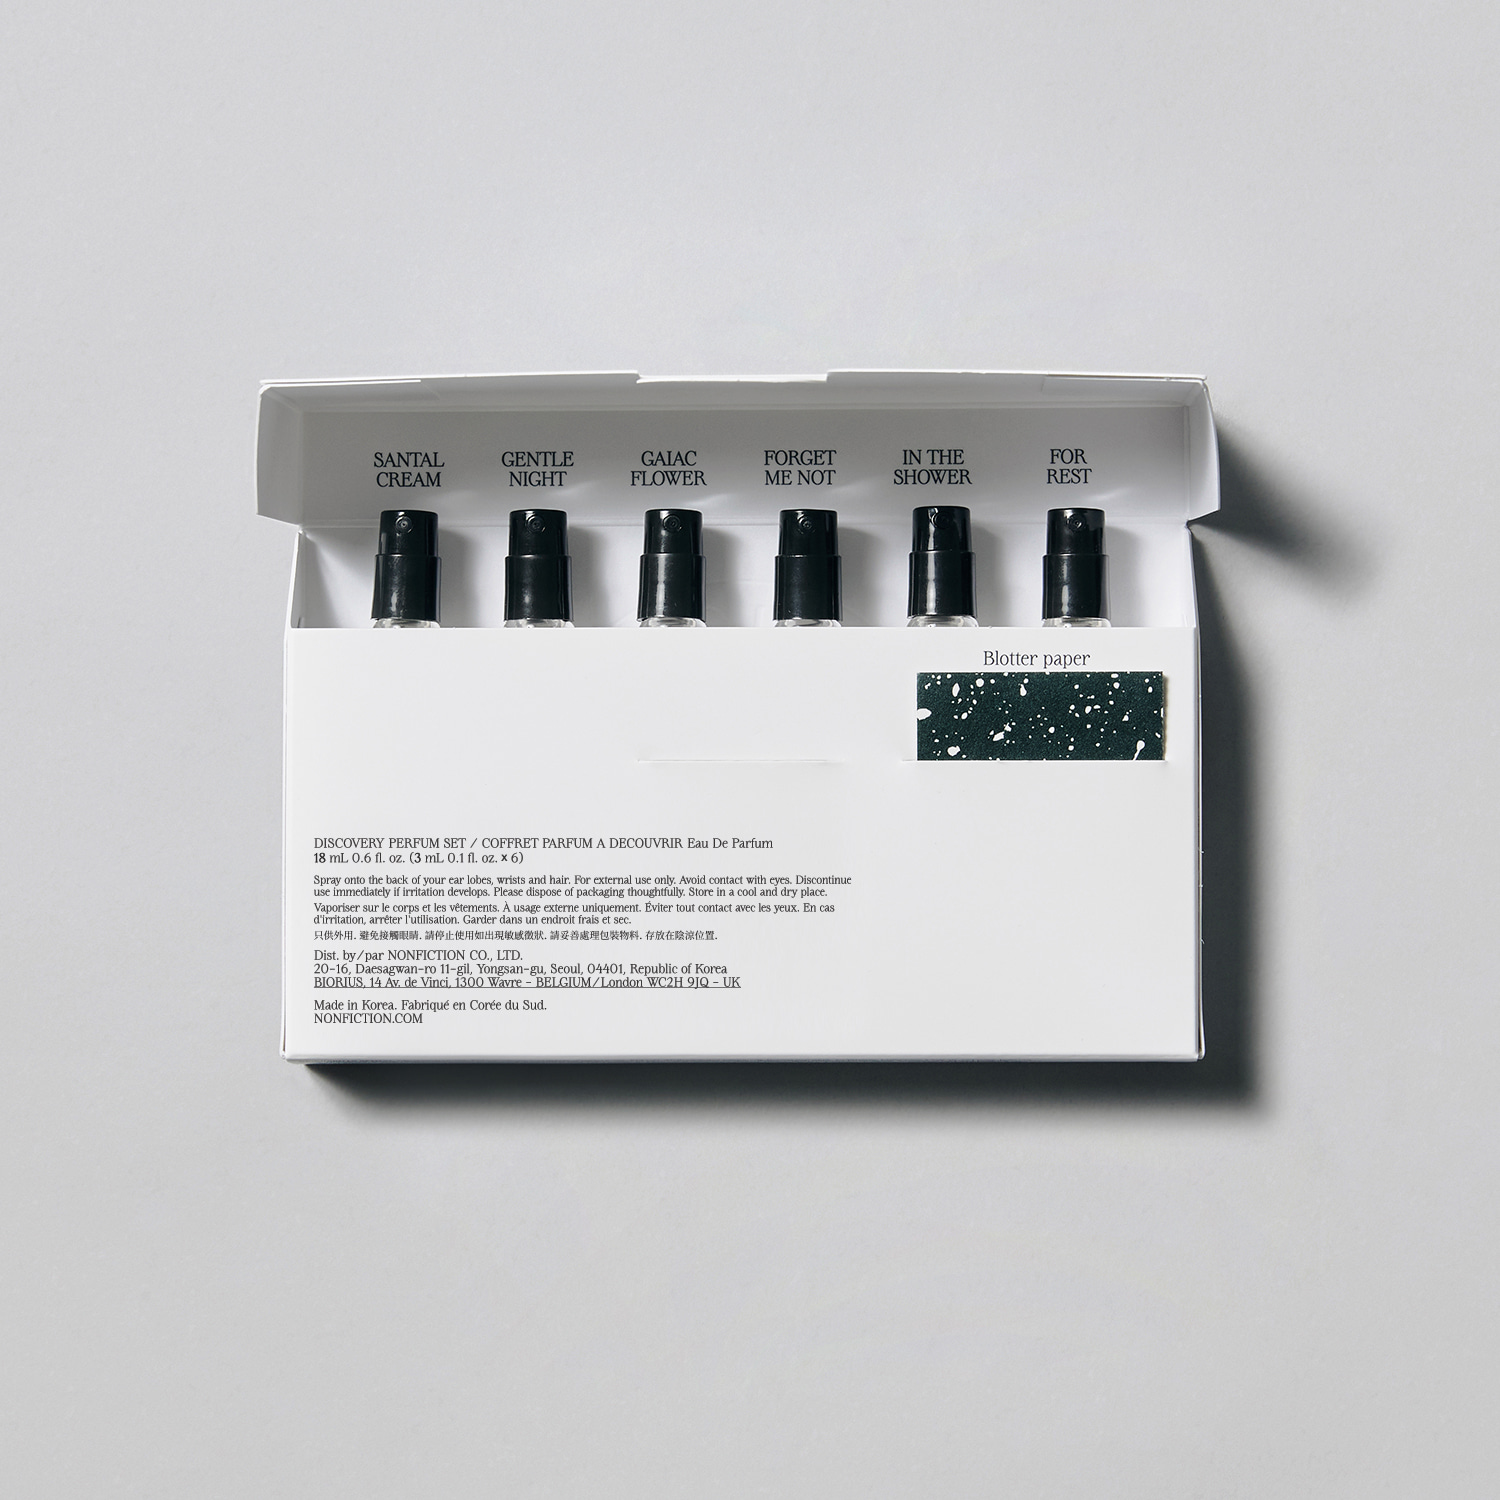 SANTAL
CREAM
GENTLE
NIGHT
GAIAC
FLOWER
FORGET
ME NOT
IN THE
SHOWER
FOR
REST
Blotter paper
DISCOVERY PERFUM SET / COFFRET PARFUM A DECOUVRIR Eau De Parfum
18 mL 0.6 fl. oz. (3 mL 0.1 fl. oz. x 6)
Spray onto the back of your ear lobes, wrists and hair. For external use only. Avoid contact with eyes. Discontinue
use immediately if irritation develops. Please dispose of packaging thoughtfully. Store in a cool and dry place.
Vaporiser sur le corps et les vêtements. À usage externe uniquement. Éviter tout contact avec les yeux. En cas
d'irritation, arrêter l'utilisation. Garder dans un endroit frais et sec.
只供外用. 避免接觸眼睛. 請停止使用如出現敏感徵狀. 請妥善處理包裝物料. 存放在陰涼位置.
Dist. by/par NONFICTION CO., LTD.
20-16, Daesagwan-ro 11-gil, Yongsan-gu, Seoul, 04401, Republic of Korea
BIORIUS, 14 Av. de Vinci, 1300 Wavre - BELGIUM/London WC2H 9JQ - UK
Made in Korea. Fabriqué en Corée du Sud.
NONFICTION.COM